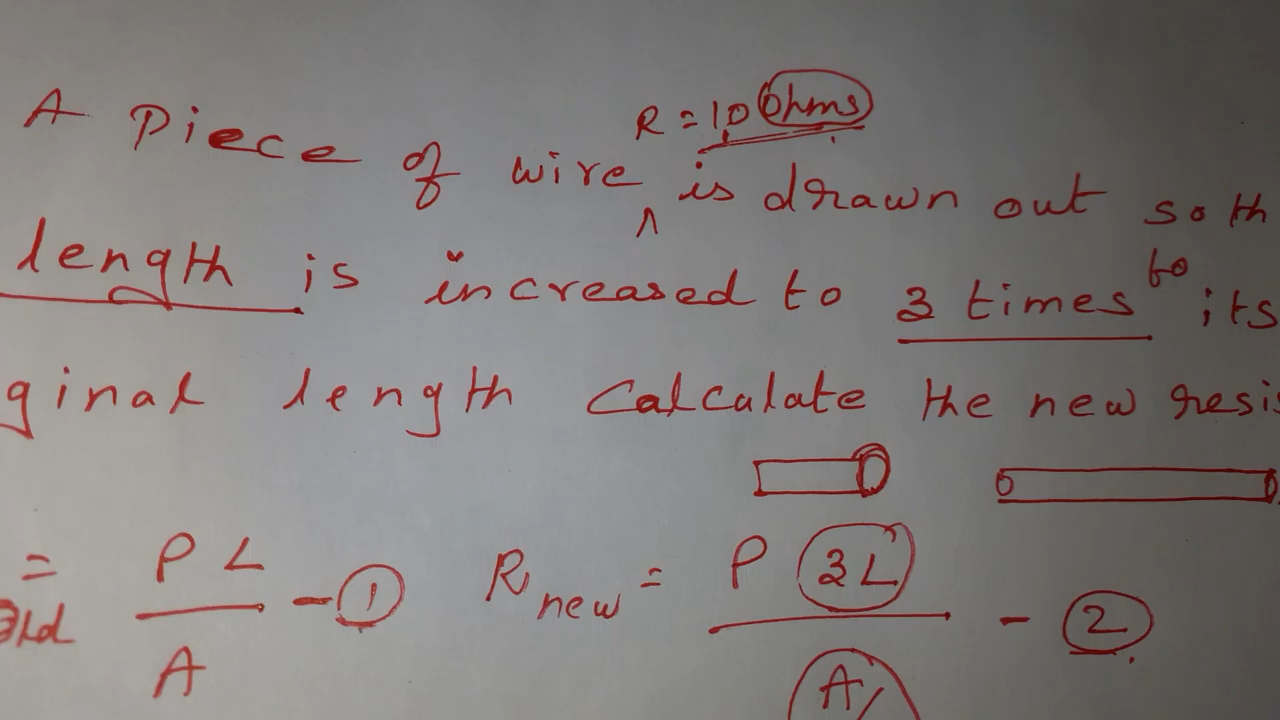 R = 10 ohms
A Piece of wire ^ is drawn out so th
length is increased to 3 times to its
ginal length Calculate the new resis
= P L / A - ① R new = P (3L) / A/ - ②
old